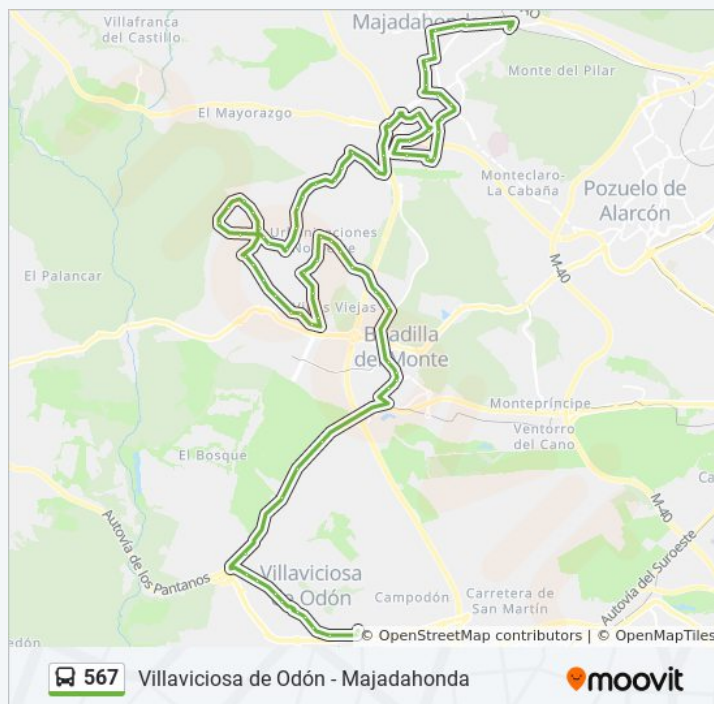 Villafranca
del Castillo
Majadahonda
Monte del Pilar
El Mayorazgo
Monteclaro-
La Cabaña
Pozuelo de
Alarcón
Urbanizaciones
El Palancar
M-40
Viñas Viejas
Boadilla
del Monte
Montepríncipe
Ventorro
del Cano
El Bosque
M-40
Autovía de los Pantanos
Villaviciosa
de Odón
Campodón
Carretera de
San Martín
Autovía del Suroeste
© OpenStreetMap contributors | © OpenMapTiles
567 Villaviciosa de Odón - Majadahonda
moovit